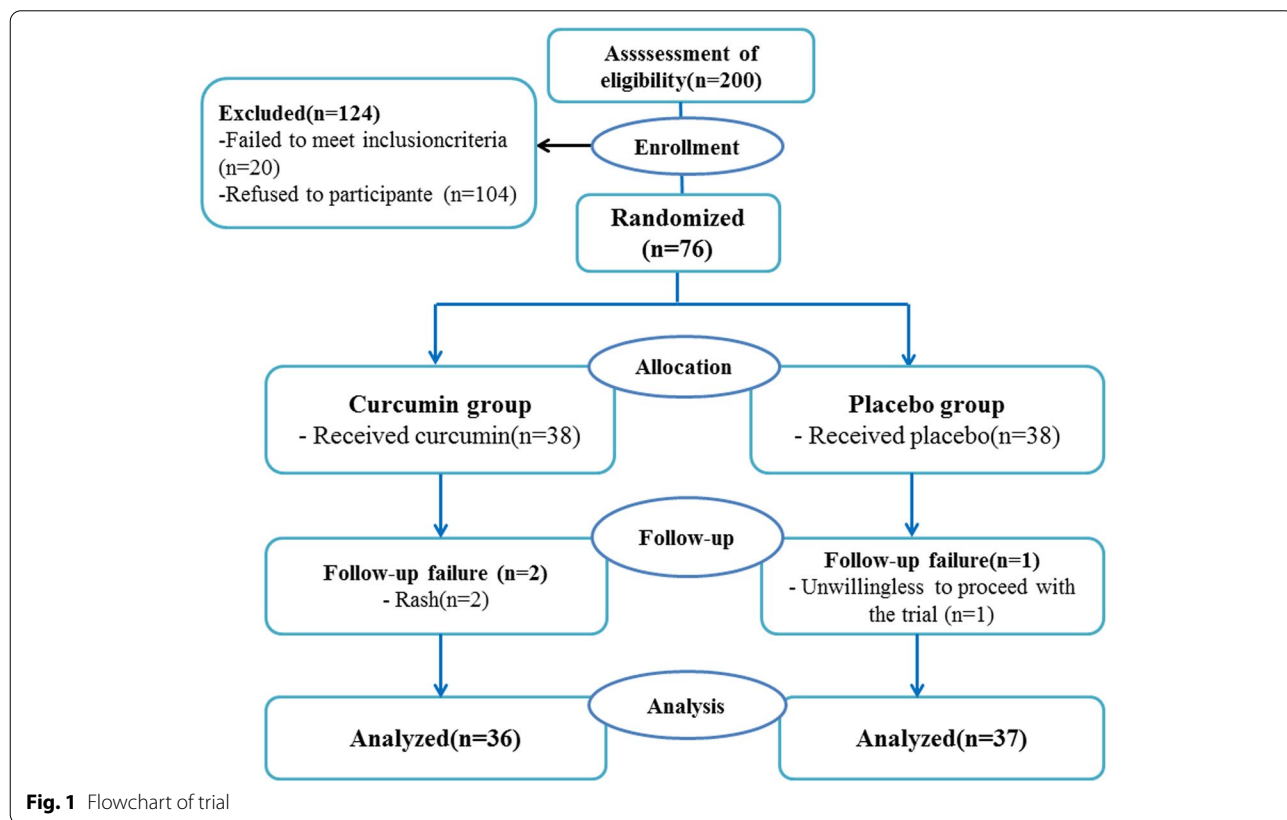 Asssessment of
eligibility(n=200)
Excluded(n=124)
-Failed to meet inclusioncriteria
(n=20)
-Refused to participante (n=104)
Enrollment
Randomized
(n=76)
Allocation
Curcumin group
- Received curcumin(n=38)
Placebo group
- Received placebo(n=38)
Follow-up
Follow-up failure (n=2)
- Rash(n=2)
Follow-up failure(n=1)
- Unwillingless to proceed with
the trial (n=1)
Analysis
Analyzed(n=36)
Analyzed(n=37)
Fig. 1 Flowchart of trial